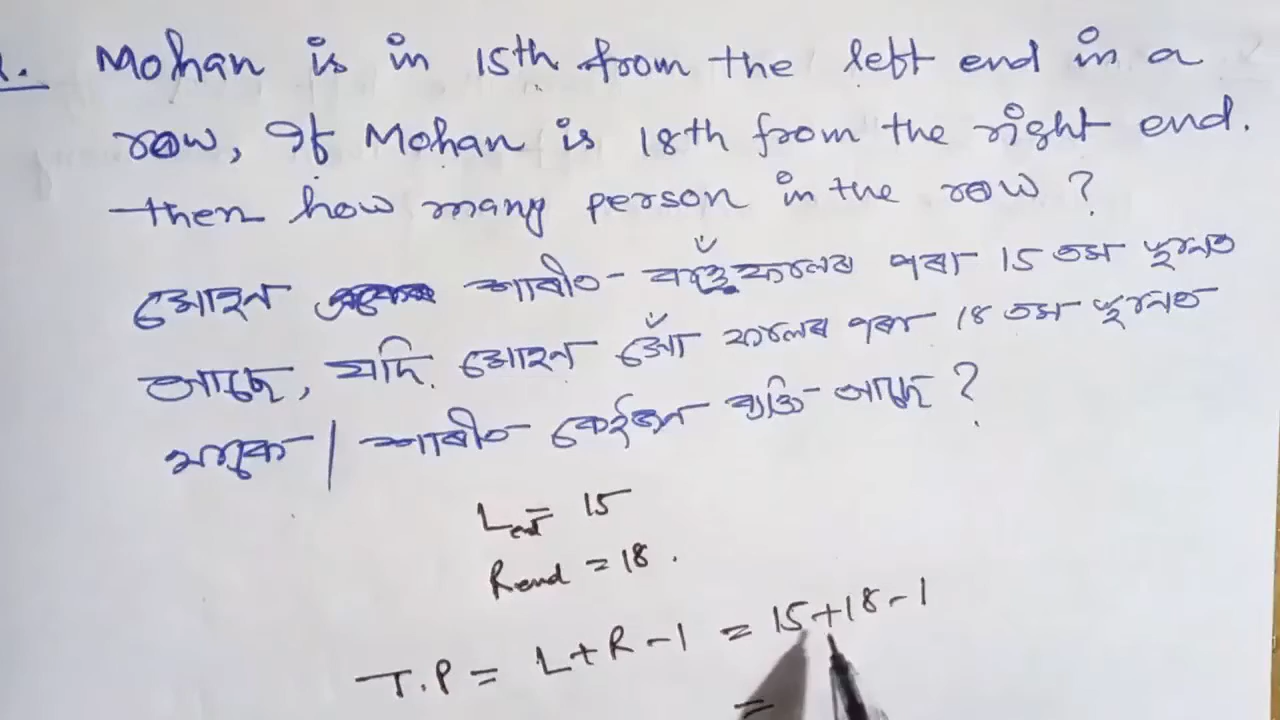 Mohan is in 15th from the left end in a
row, If Mohan is 18th from the right end.
then how many person in the row ?
মোহন শাৰীত বাওঁফালৰ পৰা 15 তম স্থানত
আছে, যদি মোহন সোঁ ফালৰ পৰা 18 তম স্থানত
থাকে | শাৰীত কেইজন ব্যক্তি আছে ?
Lend = 15
Rend = 18 .
T.P = L+R-1 = 15+18-1
=